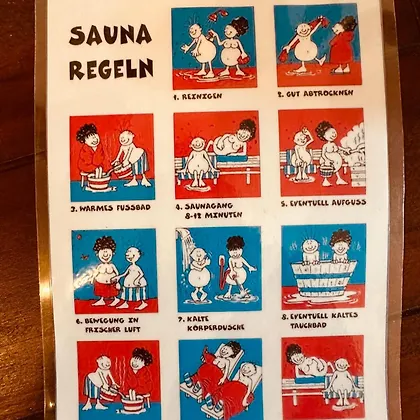 SAUNA
REGELN
1. REINIGEN
2. GUT ABTROCKNEN
3. WARMES FUSSBAD
4. SAUNAGANG
8-12 MINUTEN
5. EVENTUELL AUFGUSS
6. BEWEGUNG IN
FRISCHER LUFT
7. KALTE
KÖRPERDUSCHE
8. EVENTUELL KALTES
TAUCHBAD